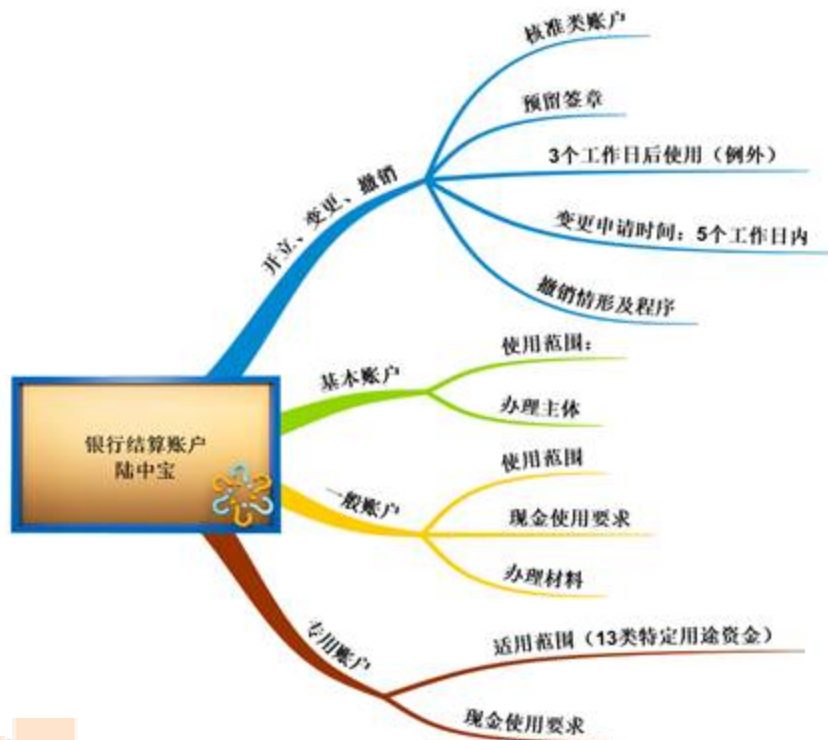 核准类账户
预留签章
3个工作日后使用（例外）
开立、变更、撤销
变更申请时间：5个工作日内
撤销情形及程序
使用范围：
基本账户
办理主体
银行结算账户
陆中宝
使用范围
一般账户
现金使用要求
办理材料
专用账户
适用范围（13类特定用途资金）
现金使用要求